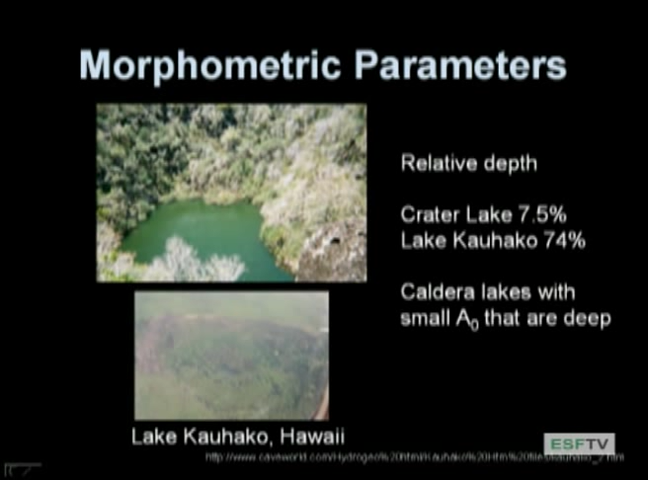 Morphometric Parameters
Relative depth
Crater Lake 7.5%
Lake Kauhako 74%
Caldera lakes with
small A₀ that are deep
Lake Kauhako, Hawaii
ESFTV